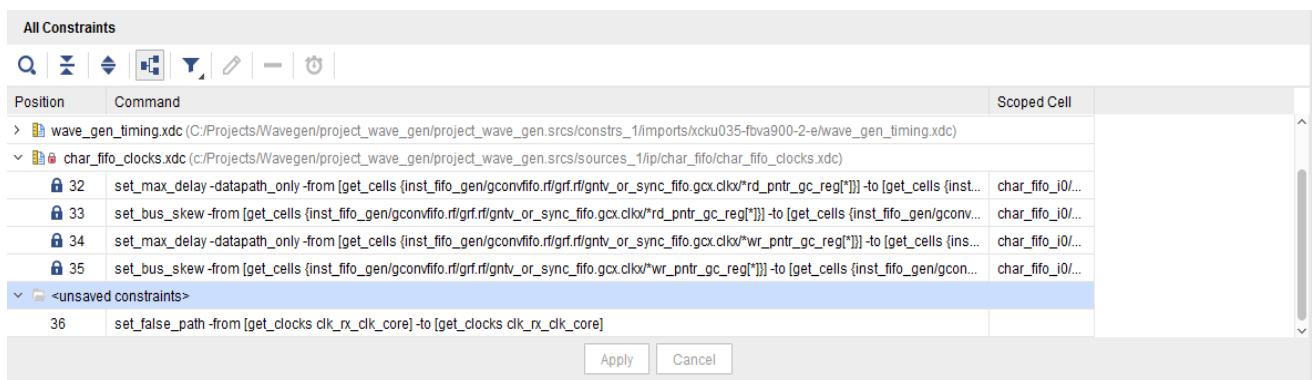 All Constraints
Position Command Scoped Cell
wave_gen_timing.xdc (C:/Projects/Wavegen/project_wave_gen/project_wave_gen.srcs/constrs_1/imports/xcku035-fbva900-2-e/wave_gen_timing.xdc)
char_fifo_clocks.xdc (c:/Projects/Wavegen/project_wave_gen/project_wave_gen.srcs/sources_1/ip/char_fifo/char_fifo_clocks.xdc)
32 set_max_delay -datapath_only -from [get_cells {inst_fifo_gen/gconvfifo.rf/grf.rf/gntv_or_sync_fifo.gcx.clkx/*rd_pntr_gc_reg[*]}] -to [get_cells {inst... char_fifo_i0/...
33 set_bus_skew -from [get_cells {inst_fifo_gen/gconvfifo.rf/grf.rf/gntv_or_sync_fifo.gcx.clkx/*rd_pntr_gc_reg[*]}] -to [get_cells {inst_fifo_gen/gconv... char_fifo_i0/...
34 set_max_delay -datapath_only -from [get_cells {inst_fifo_gen/gconvfifo.rf/grf.rf/gntv_or_sync_fifo.gcx.clkx/*wr_pntr_gc_reg[*]}] -to [get_cells {ins... char_fifo_i0/...
35 set_bus_skew -from [get_cells {inst_fifo_gen/gconvfifo.rf/grf.rf/gntv_or_sync_fifo.gcx.clkx/*wr_pntr_gc_reg[*]}] -to [get_cells {inst_fifo_gen/gcon... char_fifo_i0/...
<unsaved constraints>
36 set_false_path -from [get_clocks clk_rx_clk_core] -to [get_clocks clk_rx_clk_core]
Apply Cancel